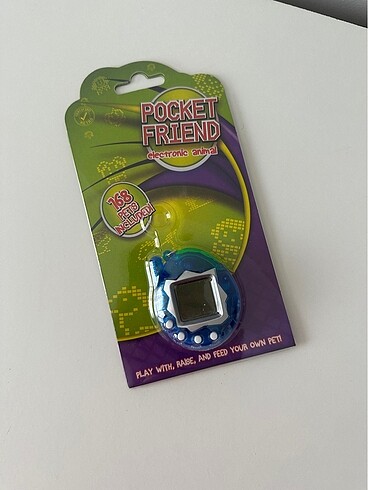 POCKET
FRIEND
electronic animal
168
PETS
INCLUDED!
PLAY WITH, RAISE, AND FEED YOUR OWN PET!